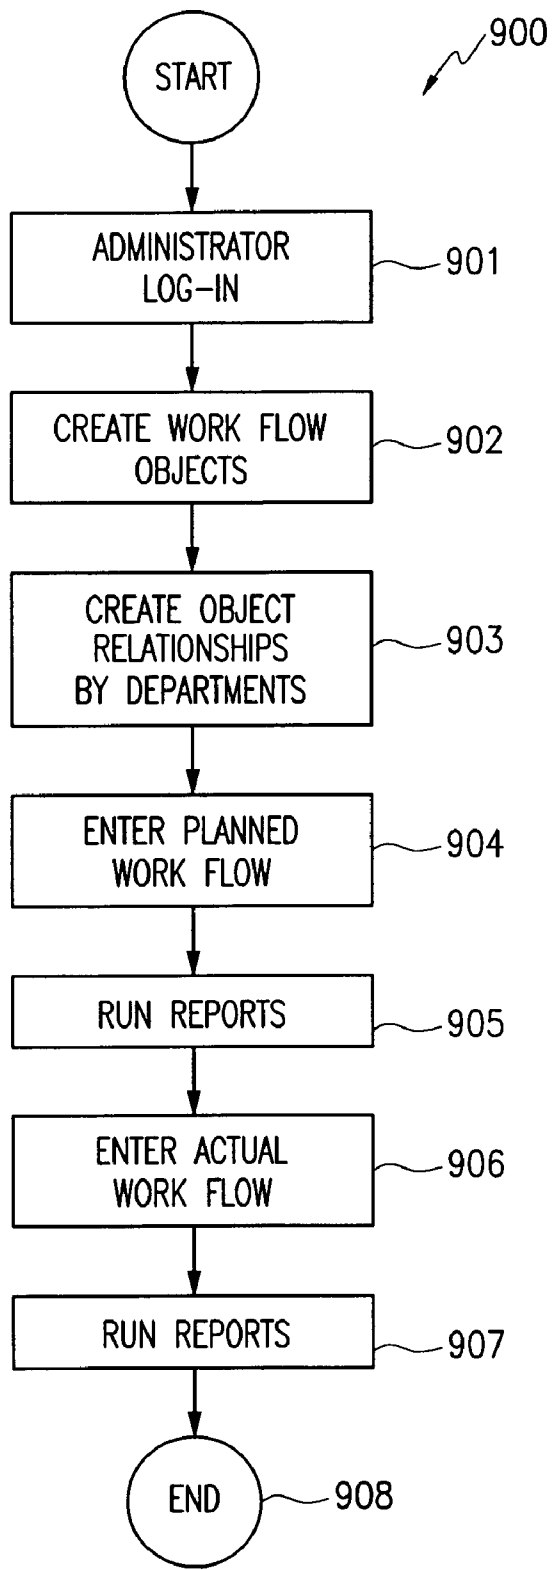 900
START
ADMINISTRATOR
LOG-IN
901
CREATE WORK FLOW
OBJECTS
902
CREATE OBJECT
RELATIONSHIPS
BY DEPARTMENTS
903
ENTER PLANNED
WORK FLOW
904
RUN REPORTS
905
ENTER ACTUAL
WORK FLOW
906
RUN REPORTS
907
END
908